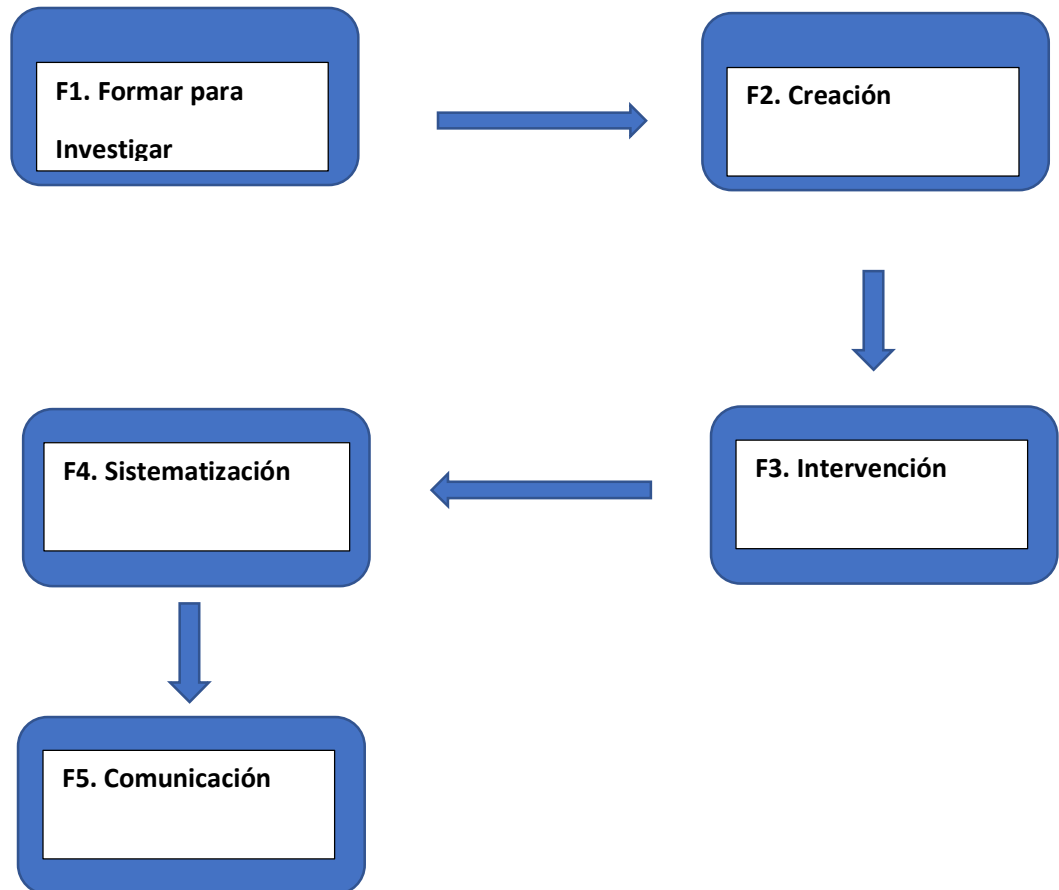 F1. Formar para
Investigar
F2. Creación
F3. Intervención
F4. Sistematización
F5. Comunicación